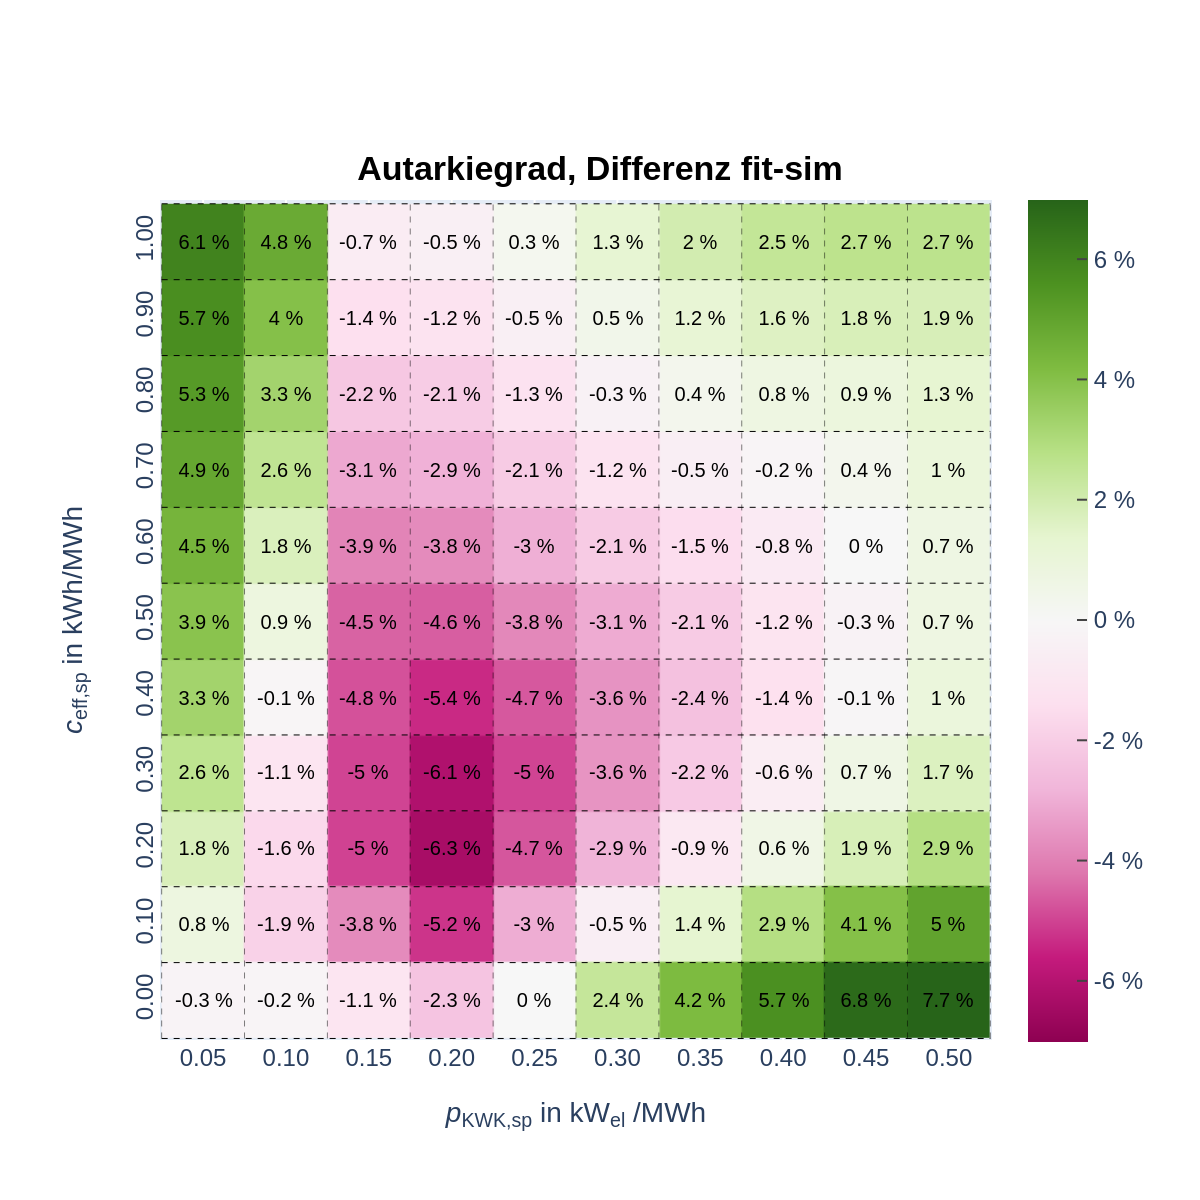 Autarkiegrad, Differenz fit-sim
1.00 6.1 % 4.8 % -0.7 % -0.5 % 0.3 % 1.3 % 2 % 2.5 % 2.7 % 2.7 %
0.90 5.7 % 4 % -1.4 % -1.2 % -0.5 % 0.5 % 1.2 % 1.6 % 1.8 % 1.9 %
0.80 5.3 % 3.3 % -2.2 % -2.1 % -1.3 % -0.3 % 0.4 % 0.8 % 0.9 % 1.3 %
0.70 4.9 % 2.6 % -3.1 % -2.9 % -2.1 % -1.2 % -0.5 % -0.2 % 0.4 % 1 %
0.60 4.5 % 1.8 % -3.9 % -3.8 % -3 % -2.1 % -1.5 % -0.8 % 0 % 0.7 %
0.50 3.9 % 0.9 % -4.5 % -4.6 % -3.8 % -3.1 % -2.1 % -1.2 % -0.3 % 0.7 %
0.40 3.3 % -0.1 % -4.8 % -5.4 % -4.7 % -3.6 % -2.4 % -1.4 % -0.1 % 1 %
0.30 2.6 % -1.1 % -5 % -6.1 % -5 % -3.6 % -2.2 % -0.6 % 0.7 % 1.7 %
0.20 1.8 % -1.6 % -5 % -6.3 % -4.7 % -2.9 % -0.9 % 0.6 % 1.9 % 2.9 %
0.10 0.8 % -1.9 % -3.8 % -5.2 % -3 % -0.5 % 1.4 % 2.9 % 4.1 % 5 %
0.00 -0.3 % -0.2 % -1.1 % -2.3 % 0 % 2.4 % 4.2 % 5.7 % 6.8 % 7.7 %
0.05 0.10 0.15 0.20 0.25 0.30 0.35 0.40 0.45 0.50
p KWK,sp in kW el /MWh
c eff,sp in kWh/MWh
6 %
4 %
2 %
0 %
-2 %
-4 %
-6 %